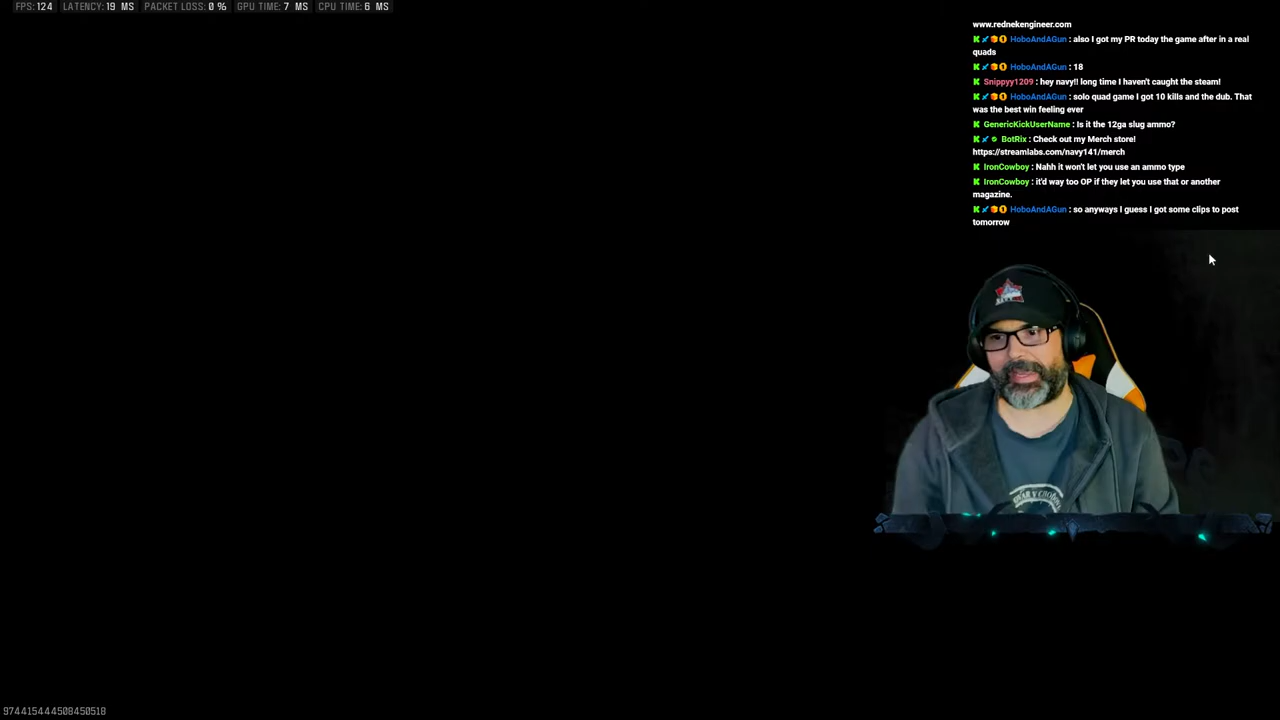 FPS: 124 LATENCY: 19 MS PACKET LOSS: 0 % GPU TIME: 7 MS CPU TIME: 6 MS
www.rednekengineer.com
HoboAndAGun : also I got my PR today the game after in a real
quads
HoboAndAGun : 18
Snippyy1209 : hey navy!! long time I haven't caught the steam!
HoboAndAGun : solo quad game I got 10 kills and the dub. That
was the best win feeling ever
GenericKickUserName : Is it the 12ga slug ammo?
BotRix : Check out my Merch store!
https://streamlabs.com/navy141/merch
IronCowboy : Nahh it won't let you use an ammo type
IronCowboy : it'd way too OP if they let you use that or another
magazine.
HoboAndAGun : so anyways I guess I got some clips to post
tomorrow
974415444508450518